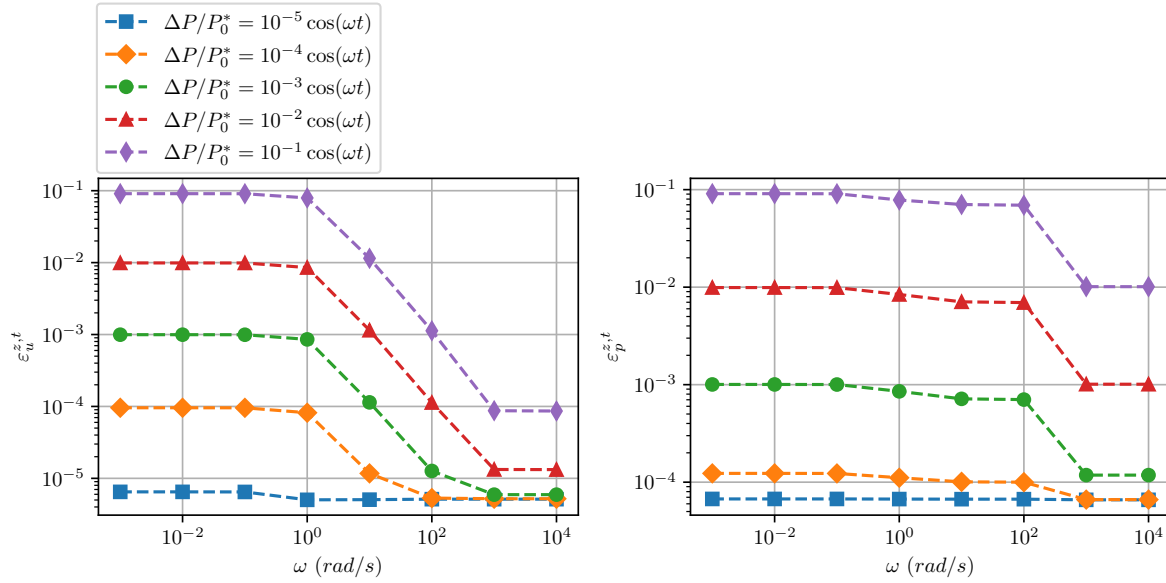 ΔP/P₀* = 10⁻⁵ cos(ωt)
ΔP/P₀* = 10⁻⁴ cos(ωt)
ΔP/P₀* = 10⁻³ cos(ωt)
ΔP/P₀* = 10⁻² cos(ωt)
ΔP/P₀* = 10⁻¹ cos(ωt)
10⁻¹
10⁻²
10⁻³
10⁻⁴
10⁻⁵
ε_u^{z,t}
10⁻² 10⁰ 10² 10⁴
ω (rad/s)
10⁻¹
10⁻²
10⁻³
10⁻⁴
ε_p^{z,t}
10⁻² 10⁰ 10² 10⁴
ω (rad/s)